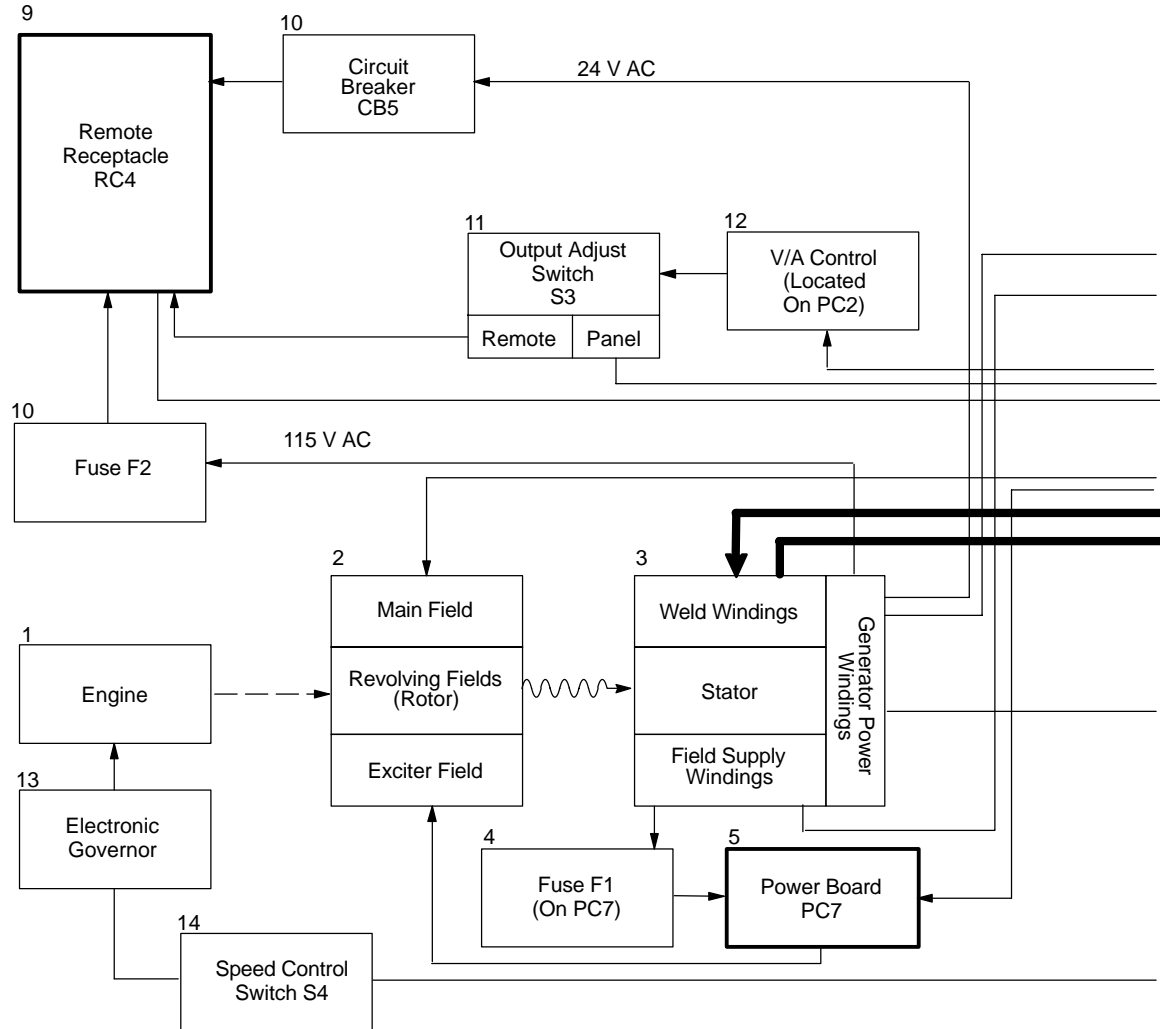 9
Remote
Receptacle
RC4
10
Circuit
Breaker
CB5
24 V AC
11
Output Adjust
Switch
S3
Remote
Panel
12
V/A Control
(Located
On PC2)
10
Fuse F2
115 V AC
2
Main Field
Revolving Fields
(Rotor)
Exciter Field
3
Weld Windings
Stator
Field Supply
Windings
Generator Power
Windings
1
Engine
13
Electronic
Governor
4
Fuse F1
(On PC7)
5
Power Board
PC7
14
Speed Control
Switch S4